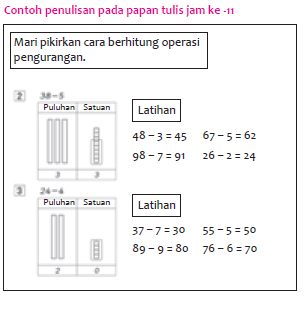 Contoh penulisan pada papan tulis jam ke -11
Mari pikirkan cara berhitung operasi
pengurangan.
2 38-5
Puluhan Satuan
3 3
Latihan
48 – 3 = 45 67 – 5 = 62
98 – 7 = 91 26 – 2 = 24
3 24-4
Puluhan Satuan
2 0
Latihan
37 – 7 = 30 55 – 5 = 50
89 – 9 = 80 76 – 6 = 70